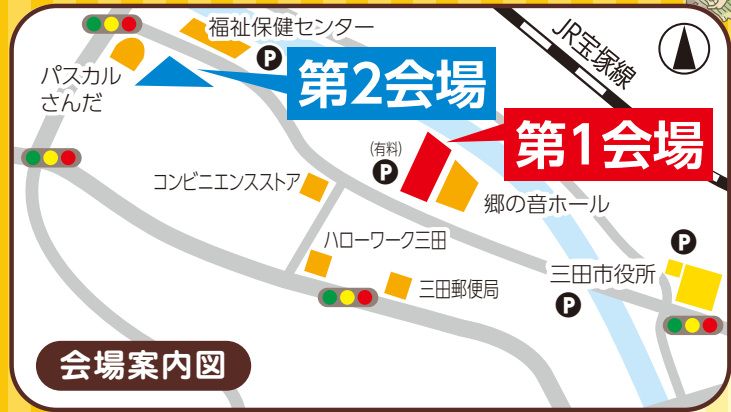 福祉保健センター
P
JR宝塚線
パスカル
さんだ
第2会場
第1会場
(有料)
P
コンビニエンスストア
郷の音ホール
ハローワーク三田
P
三田市役所
三田郵便局
P
会場案内図